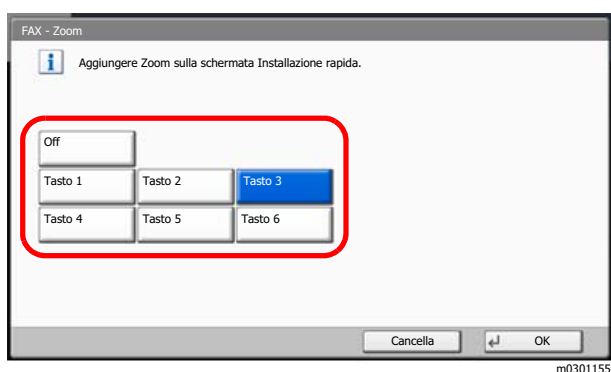 FAX - Zoom
Aggiungere Zoom sulla schermata Installazione rapida.
Off
Tasto 1 Tasto 2 Tasto 3
Tasto 4 Tasto 5 Tasto 6
Cancella OK
m0301155